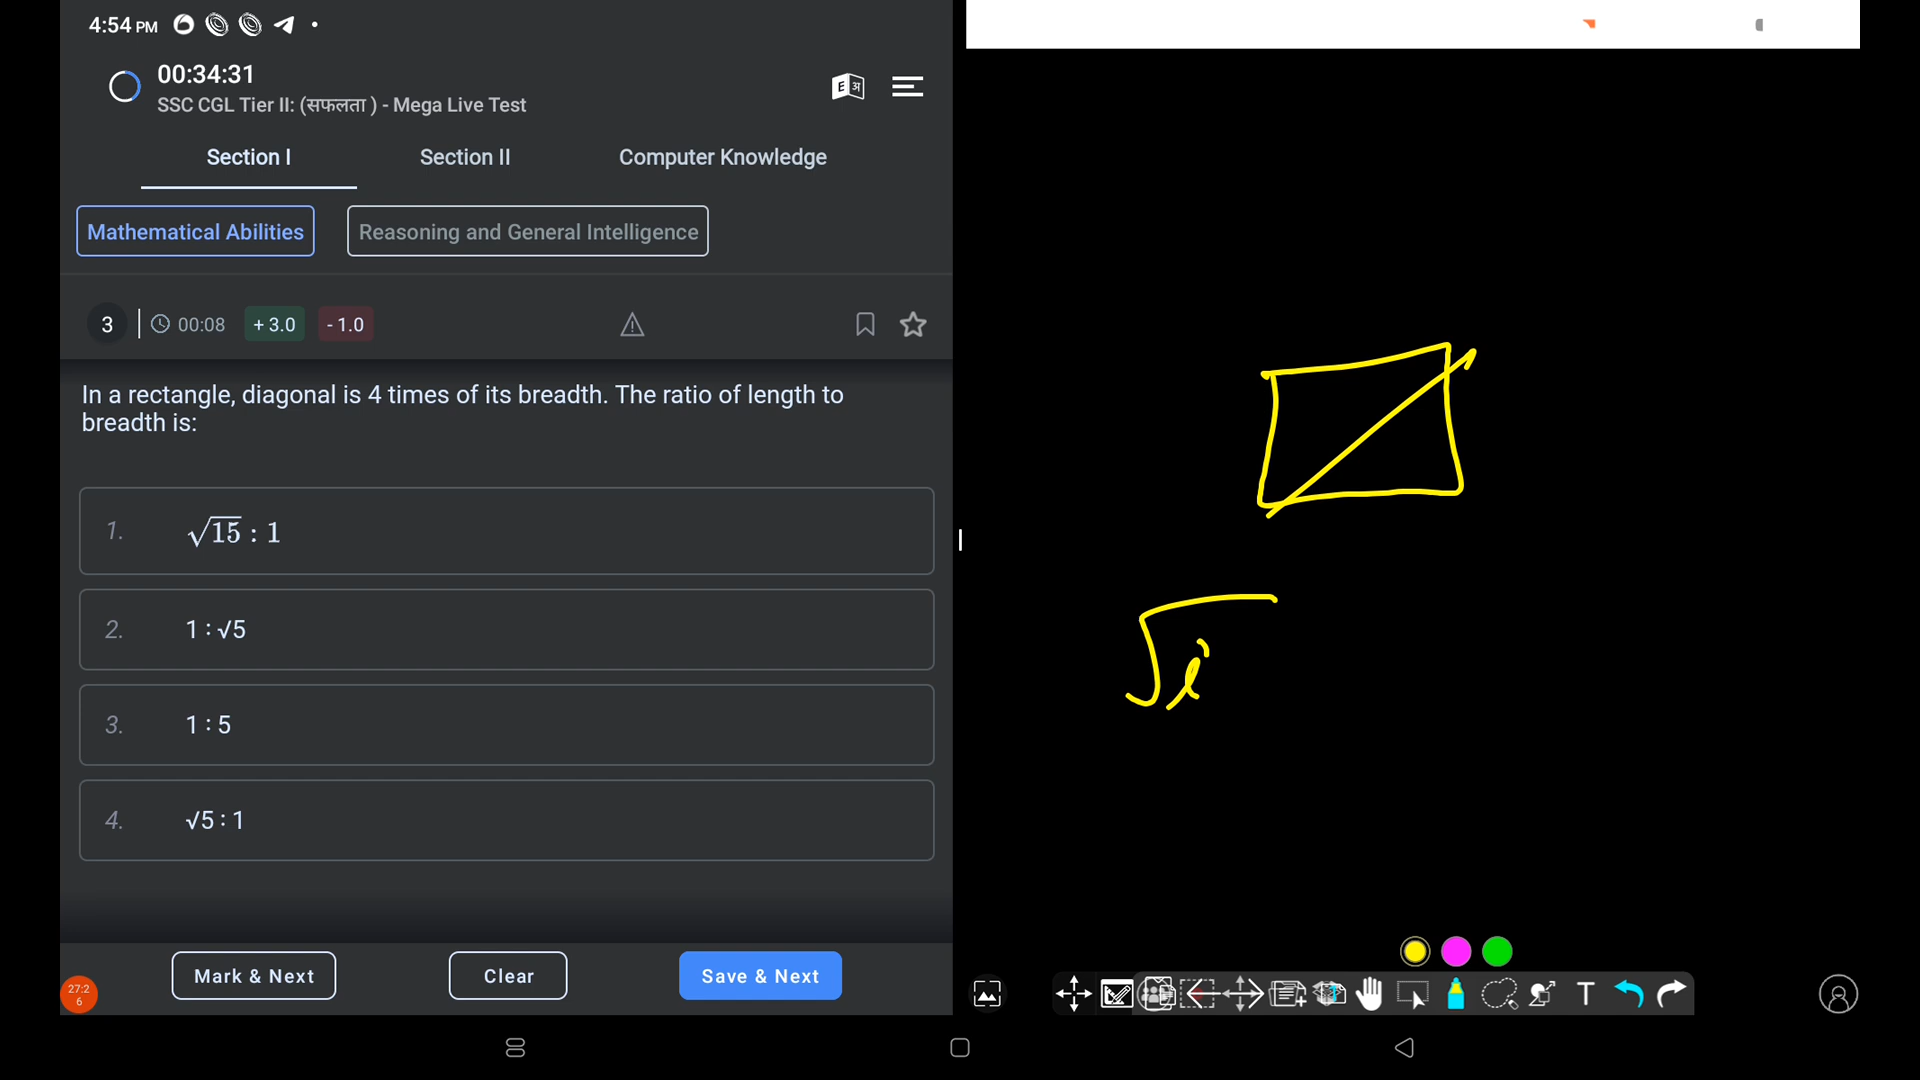 4:54 PM
00:34:31
SSC CGL Tier II: (सफलता ) - Mega Live Test
E अ
Section I Section II Computer Knowledge
Mathematical Abilities Reasoning and General Intelligence
3 00:08 + 3.0 - 1.0
In a rectangle, diagonal is 4 times of its breadth. The ratio of length to
breadth is:
1. √15 : 1
2. 1 : √5
3. 1 : 5
4. √5 : 1
Mark & Next Clear Save & Next
27:2
6
T